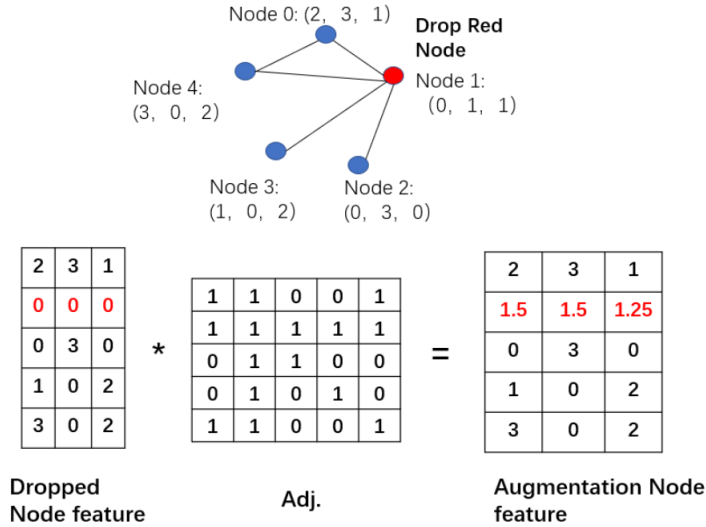 Node 0: (2, 3, 1)
Drop Red
Node
Node 4:
(3, 0, 2)
Node 1:
(0, 1, 1)
Node 3:
(1, 0, 2)
Node 2:
(0, 3, 0)
2 3 1
0 0 0
0 3 0
1 0 2
3 0 2
*
1 1 0 0 1
1 1 1 1 1
0 1 1 0 0
0 1 0 1 0
1 1 0 0 1
=
2 3 1
1.5 1.5 1.25
0 3 0
1 0 2
3 0 2
Dropped
Node feature
Adj.
Augmentation Node
feature